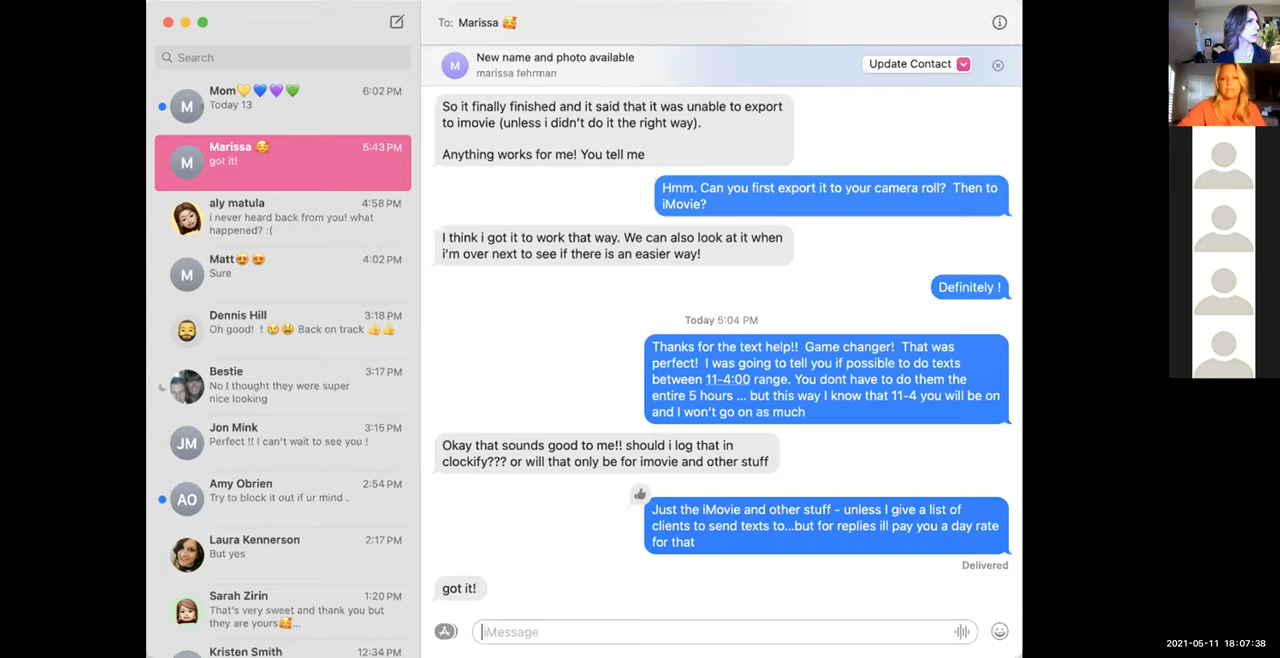 Search
Mom💛💙💜💚 6:02 PM
Today 13
M
Marissa 🥰 5:43 PM
got it!
M
aly matula 4:58 PM
i never heard back from you! what
happened? :(
Matt😍😍 4:02 PM
Sure
M
Dennis Hill 3:18 PM
Oh good! ! 😢😩 Back on track 👍👍
Bestie 3:17 PM
No I thought they were super
nice looking
Jon Mink 3:15 PM
Perfect !! I can't wait to see you !
JM
Amy Obrien 2:54 PM
Try to block it out if ur mind .
AO
Laura Kennerson 2:17 PM
But yes
Sarah Zirin 1:20 PM
That's very sweet and thank you but
they are yours🥰...
Kristen Smith 12:34 PM
To: Marissa 🥰
M
New name and photo available
marissa fehrman
Update Contact
So it finally finished and it said that it was unable to export
to imovie (unless i didn't do it the right way).
Anything works for me! You tell me
Hmm. Can you first export it to your camera roll? Then to
iMovie?
I think i got it to work that way. We can also look at it when
i'm over next to see if there is an easier way!
Definitely !
Today 5:04 PM
Thanks for the text help!! Game changer! That was
perfect! I was going to tell you if possible to do texts
between 11-4:00 range. You dont have to do them the
entire 5 hours ... but this way I know that 11-4 you will be on
and I won't go on as much
Okay that sounds good to me!! should i log that in
clockify??? or will that only be for imovie and other stuff
Just the iMovie and other stuff - unless I give a list of
clients to send texts to...but for replies ill pay you a day rate
for that
Delivered
got it!
iMessage
2021-05-11 18:07:38